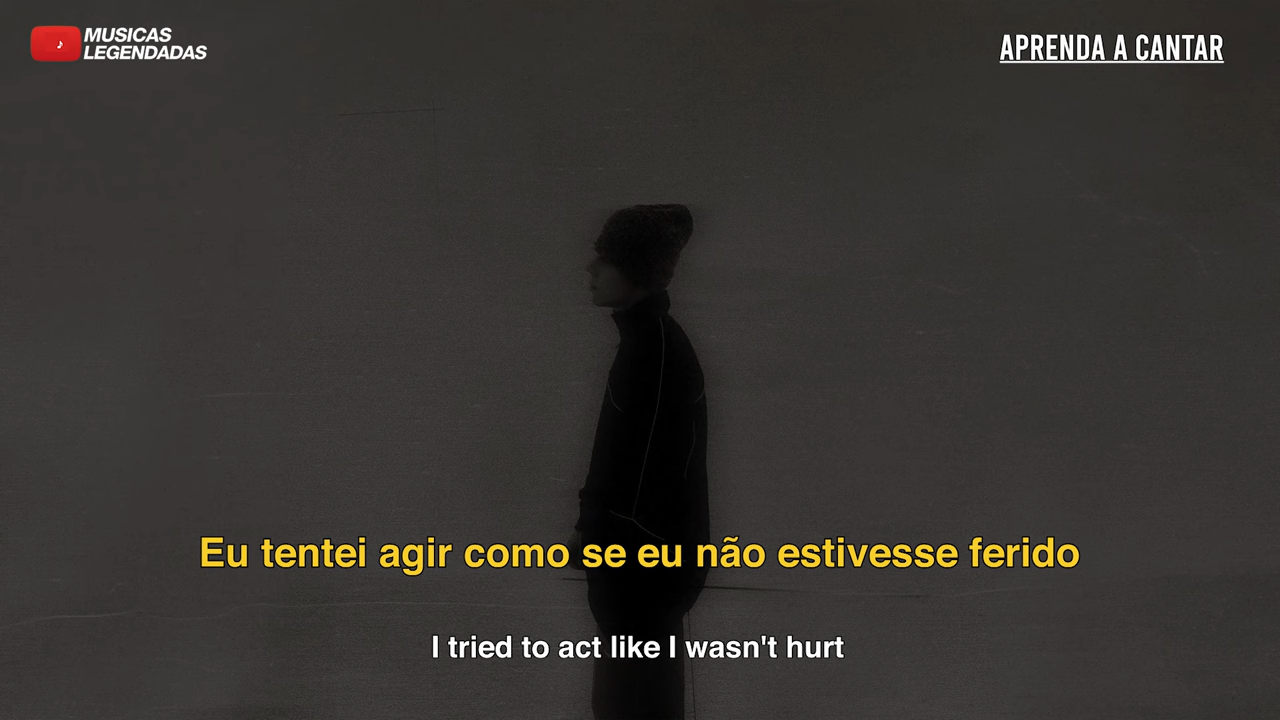 MUSICAS
LEGENDADAS
APRENDA A CANTAR
Eu tentei agir como se eu não estivesse ferido
I tried to act like I wasn't hurt